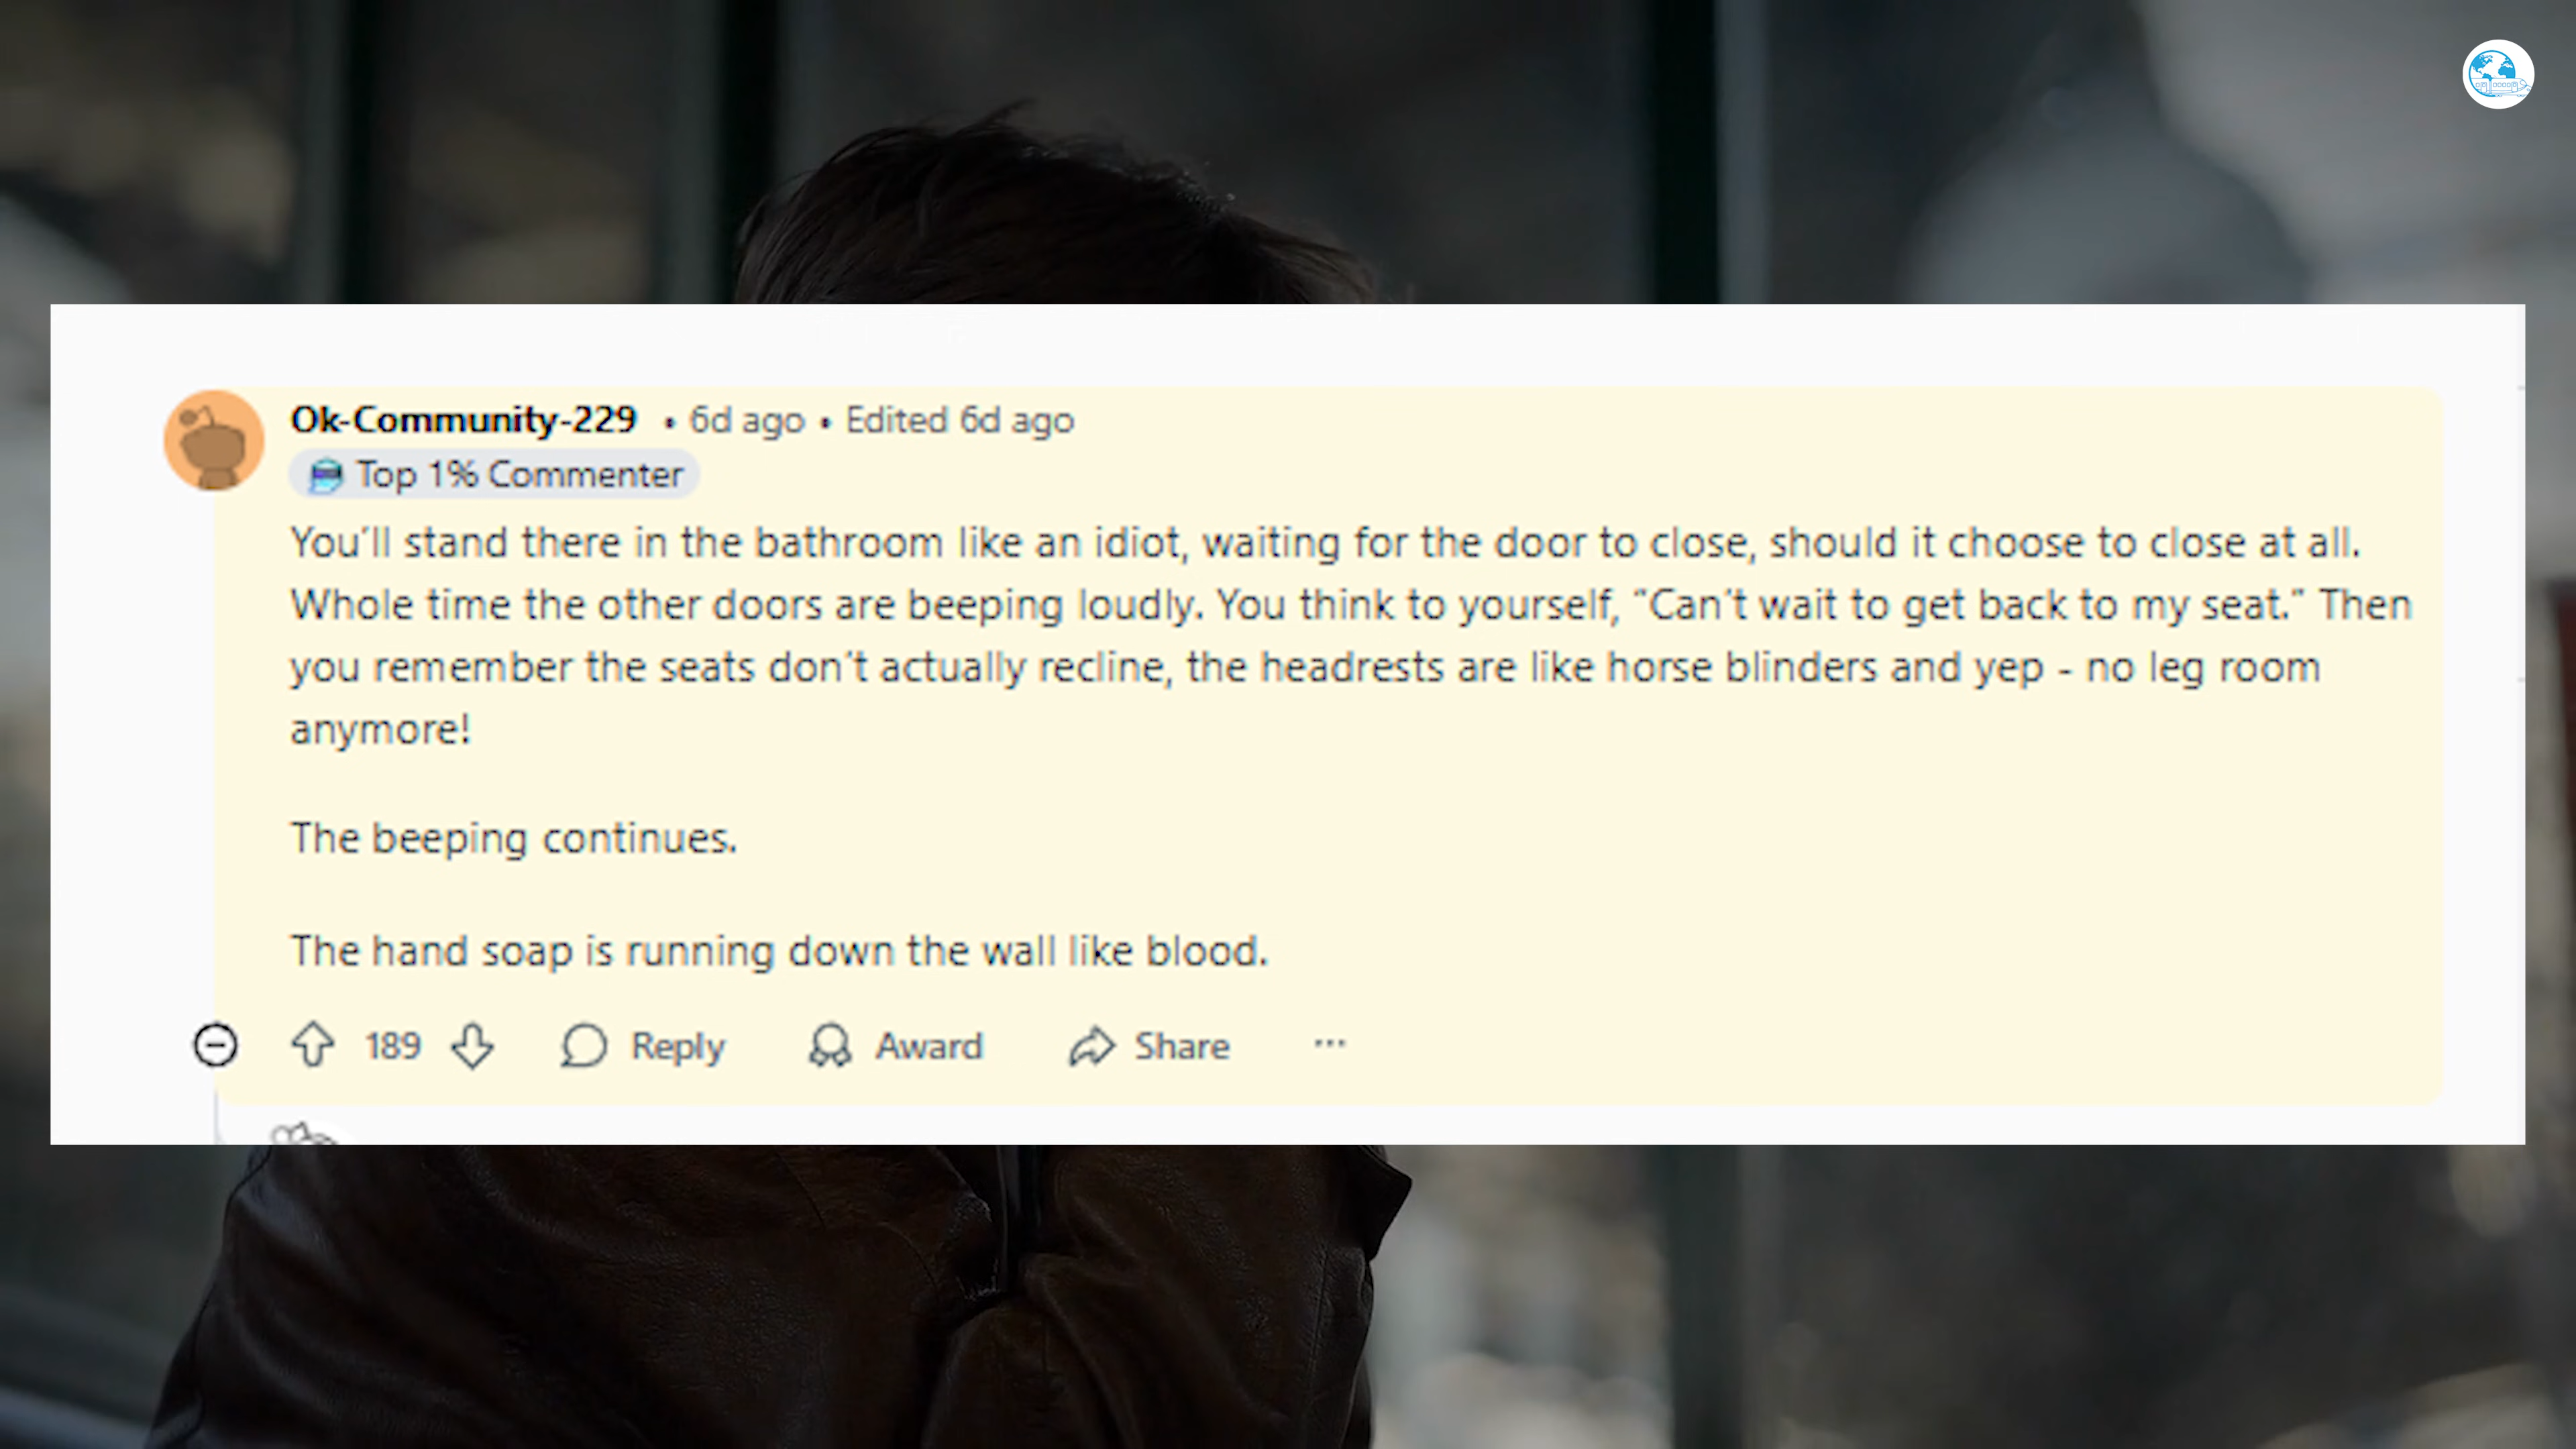 Ok-Community-229 • 6d ago • Edited 6d ago
Top 1% Commenter
You’ll stand there in the bathroom like an idiot, waiting for the door to close, should it choose to close at all.
Whole time the other doors are beeping loudly. You think to yourself, “Can’t wait to get back to my seat.” Then
you remember the seats don’t actually recline, the headrests are like horse blinders and yep - no leg room
anymore!
The beeping continues.
The hand soap is running down the wall like blood.
189 Reply Award Share ...